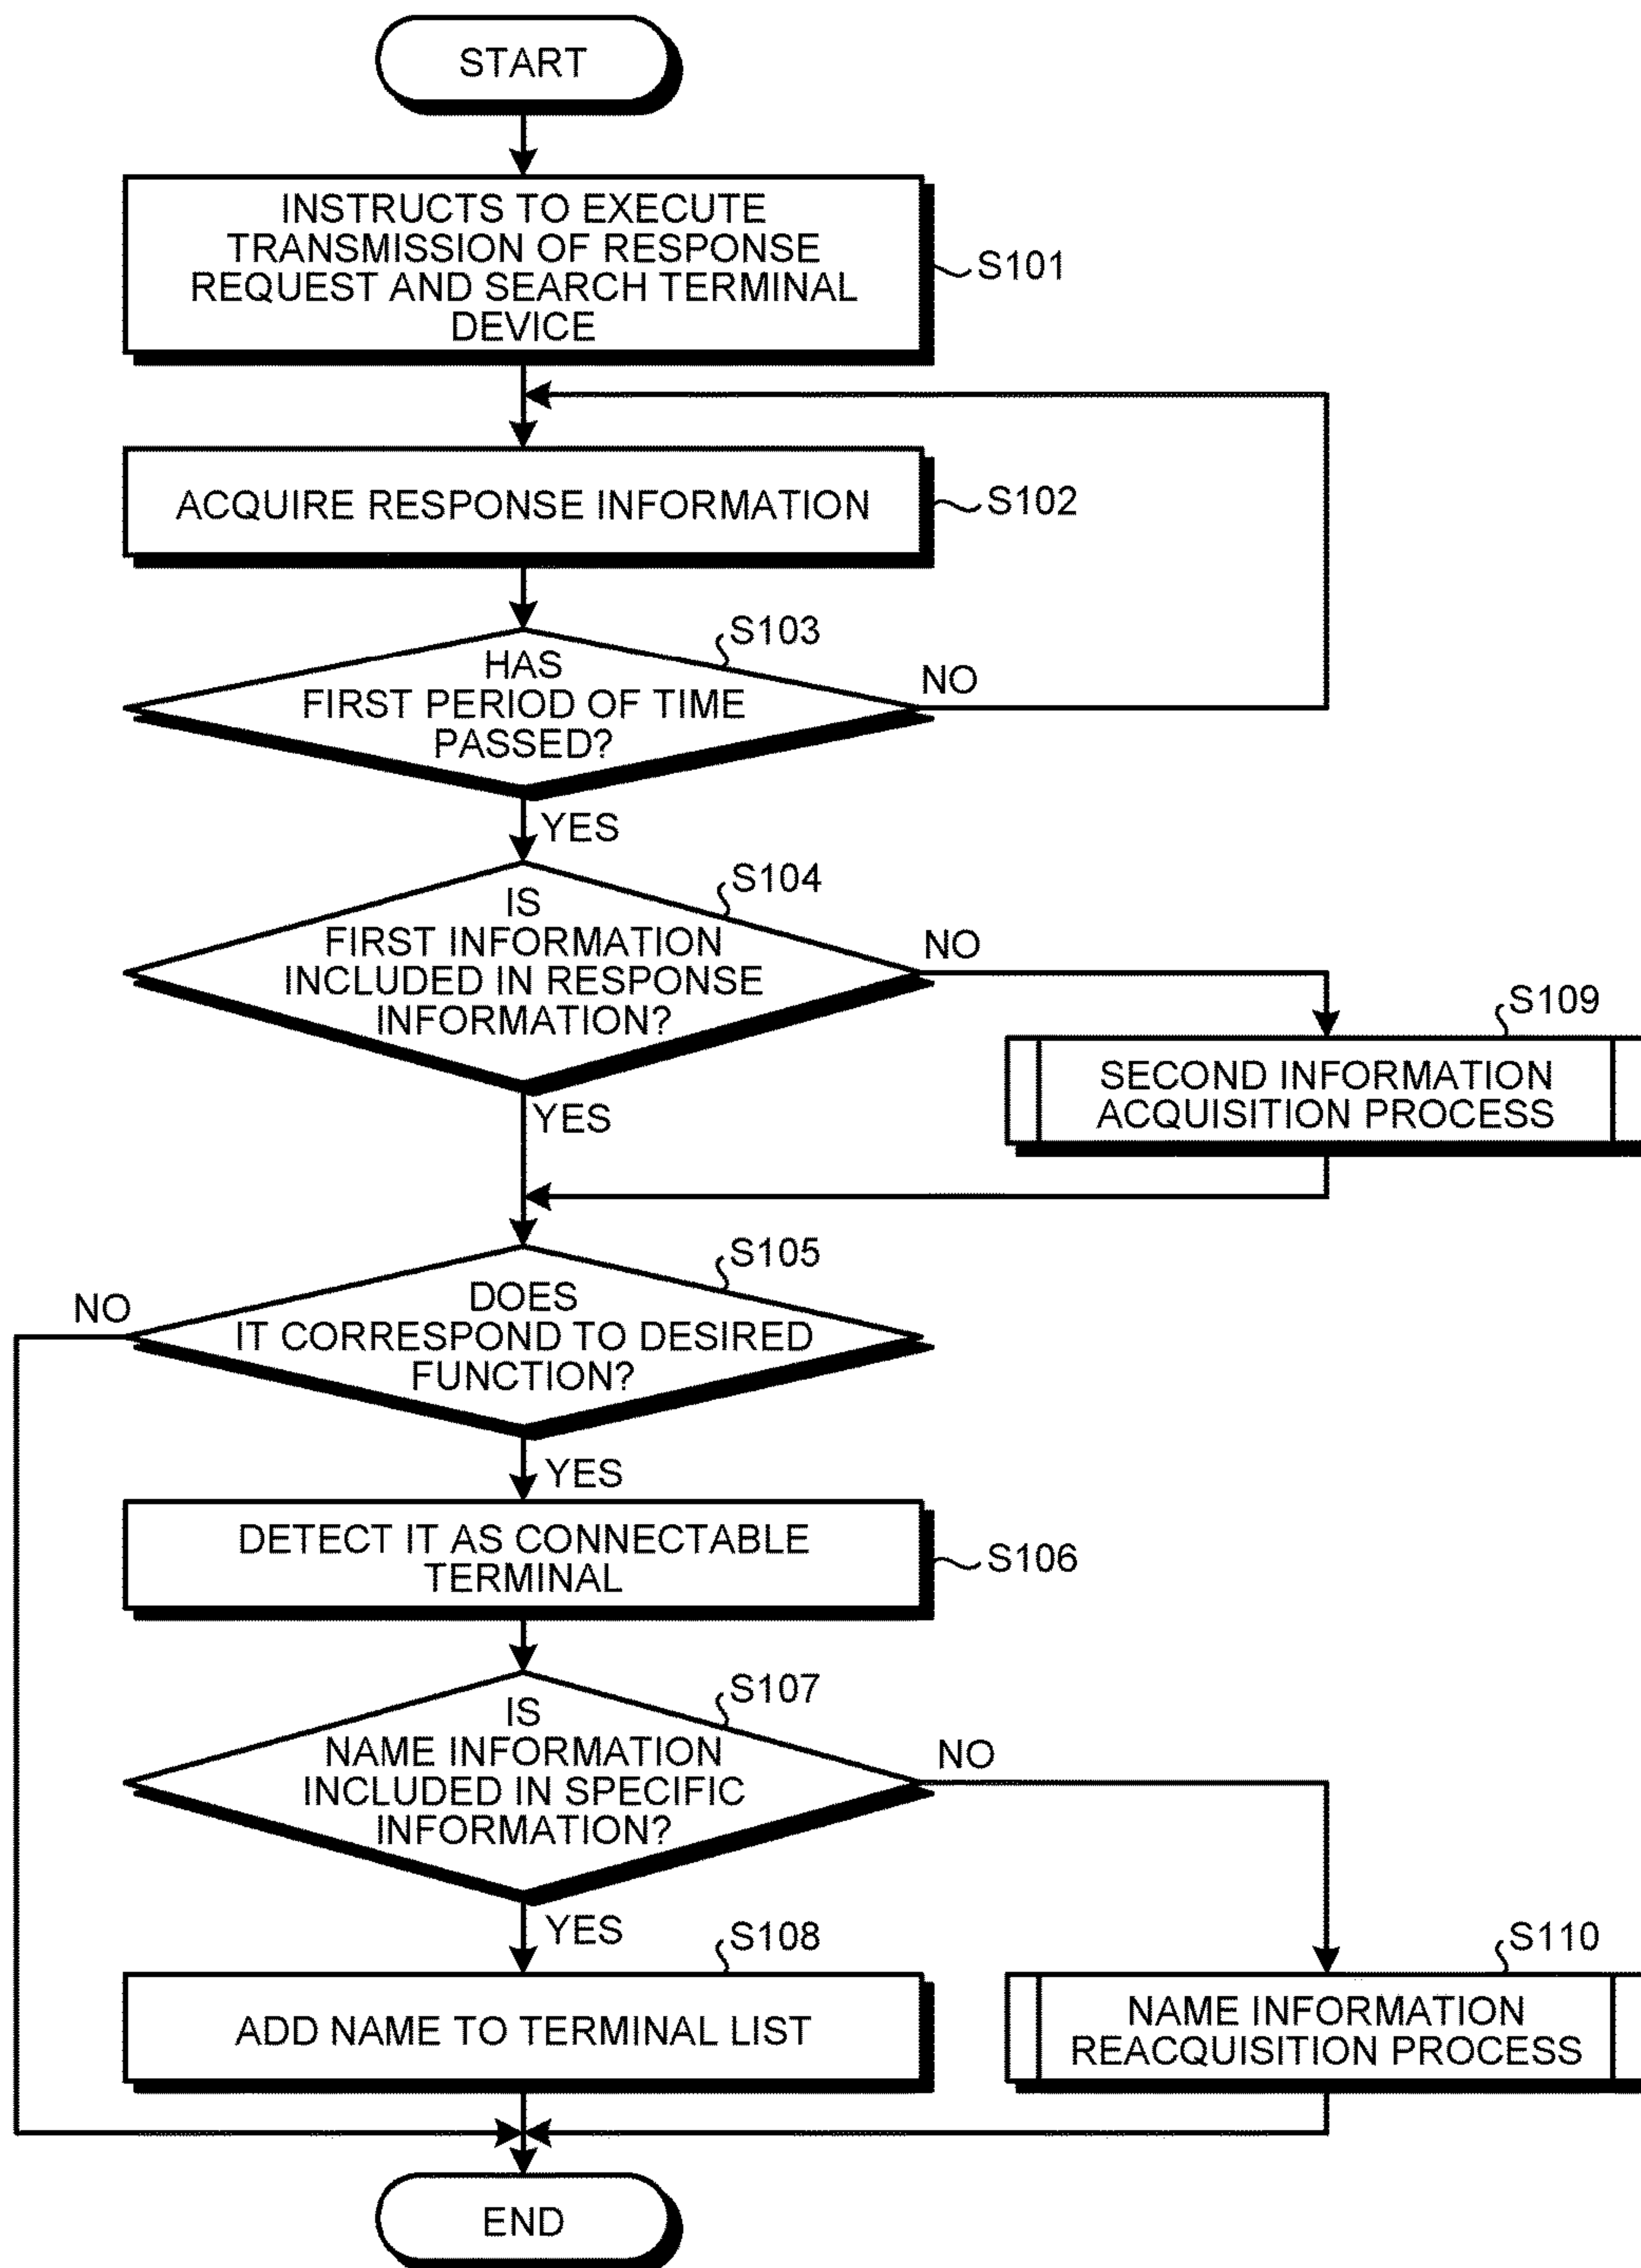 START
INSTRUCTS TO EXECUTE
TRANSMISSION OF RESPONSE
REQUEST AND SEARCH TERMINAL
DEVICE
S101
ACQUIRE RESPONSE INFORMATION
S102
S103
HAS
FIRST PERIOD OF TIME
PASSED?
NO
YES
S104
IS
FIRST INFORMATION
INCLUDED IN RESPONSE
INFORMATION?
NO
YES
S109
SECOND INFORMATION
ACQUISITION PROCESS
S105
DOES
IT CORRESPOND TO DESIRED
FUNCTION?
NO
YES
DETECT IT AS CONNECTABLE
TERMINAL
S106
S107
IS
NAME INFORMATION
INCLUDED IN SPECIFIC
INFORMATION?
NO
YES
S108
ADD NAME TO TERMINAL LIST
S110
NAME INFORMATION
REACQUISITION PROCESS
END